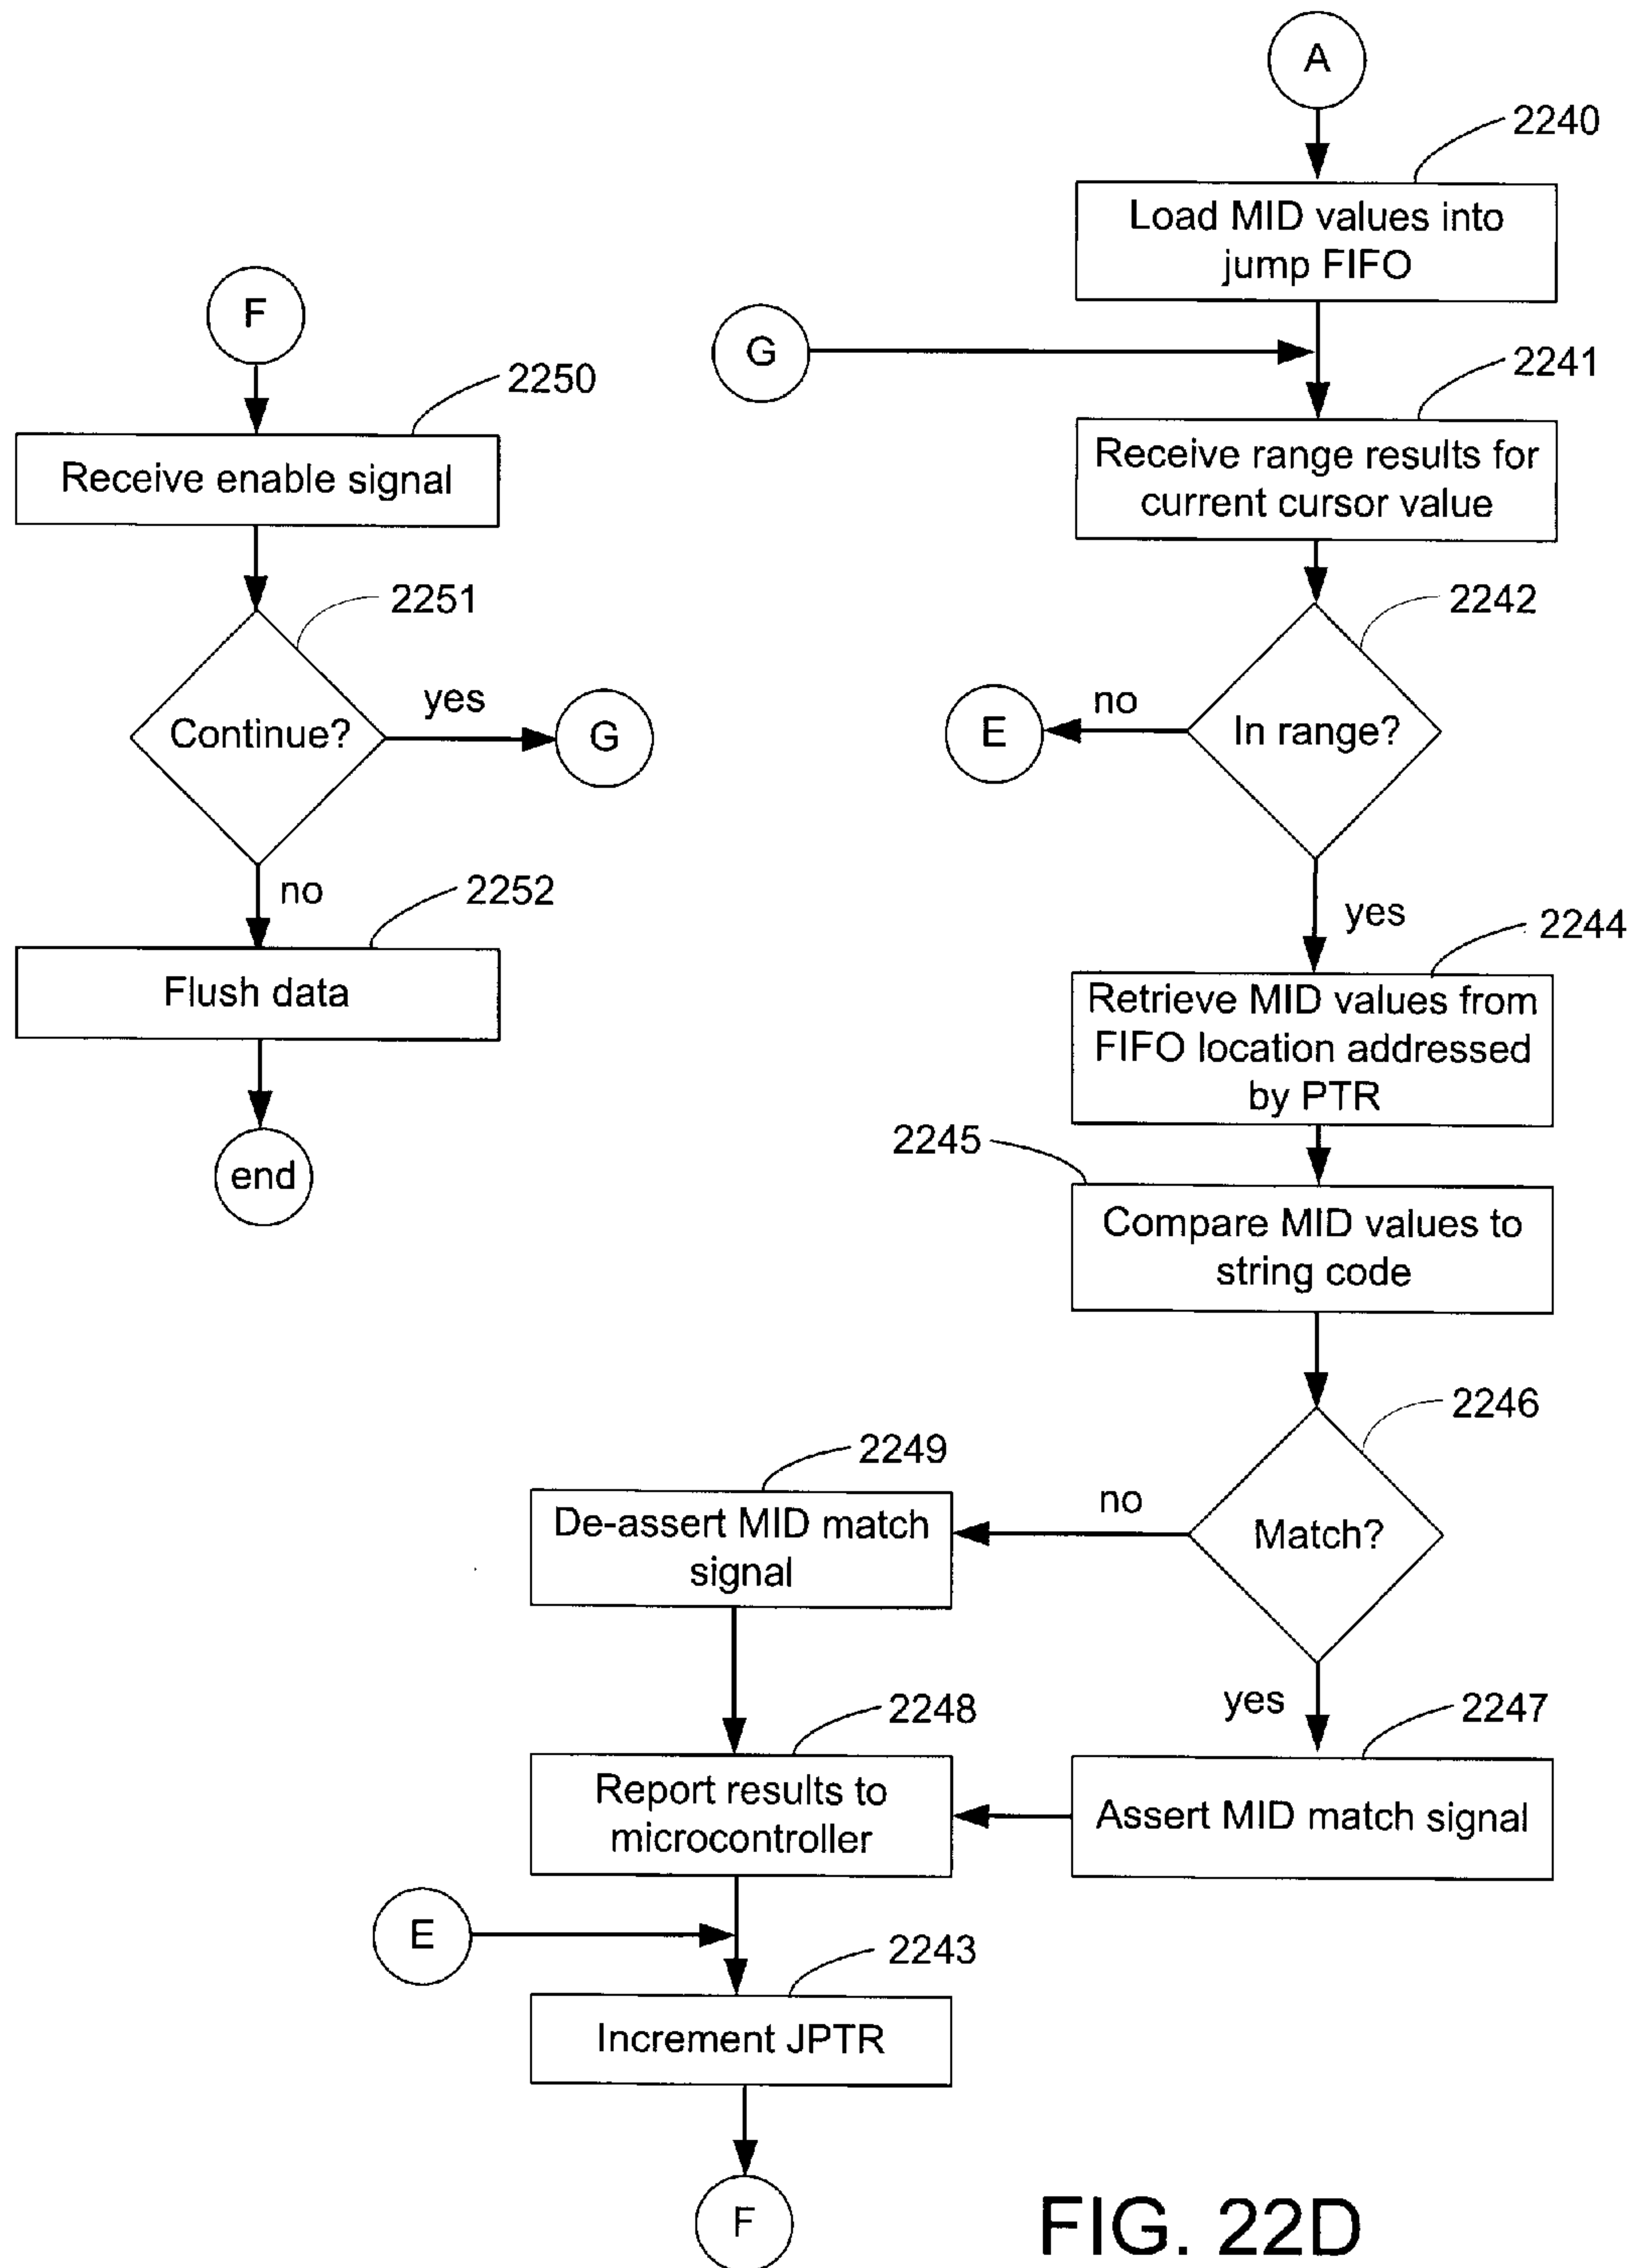 A
2240
Load MID values into
jump FIFO
F
G
2250
2241
Receive enable signal
Receive range results for
current cursor value
2251
2242
Continue?
yes
G
E
no
In range?
no
2252
yes
2244
Flush data
Retrieve MID values from
FIFO location addressed
by PTR
end
2245
Compare MID values to
string code
2246
2249
De-assert MID match
signal
no
Match?
2248
yes
2247
Report results to
microcontroller
Assert MID match signal
E
2243
Increment JPTR
F
FIG. 22D